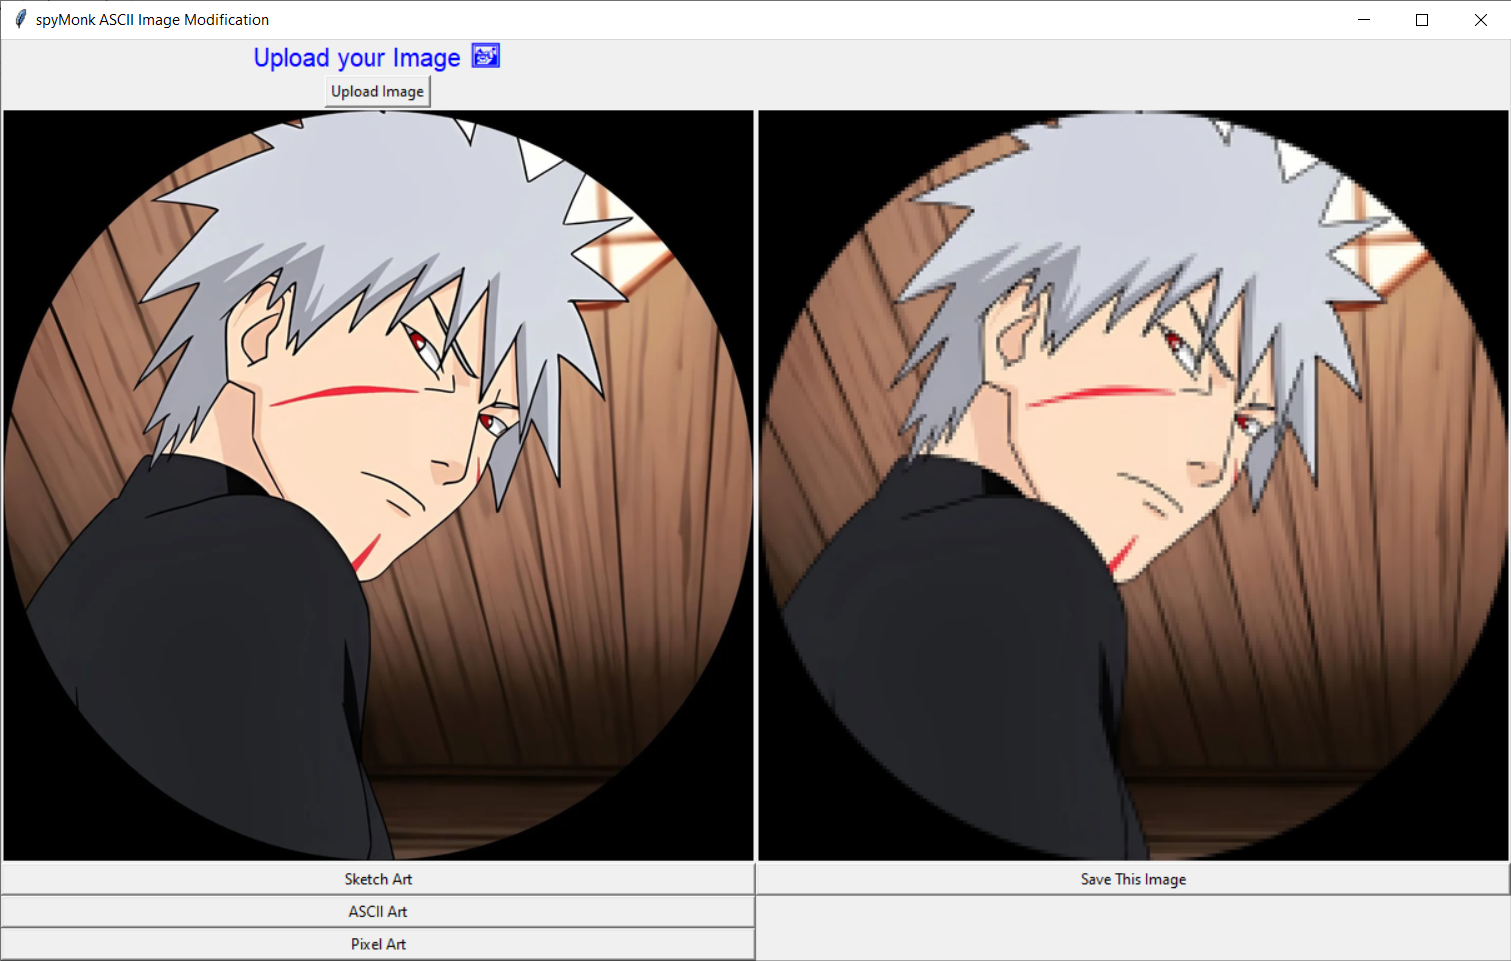 spyMonk ASCII Image Modification
Upload your Image 🖼
Upload Image
Sketch Art
Save This Image
ASCII Art
Pixel Art